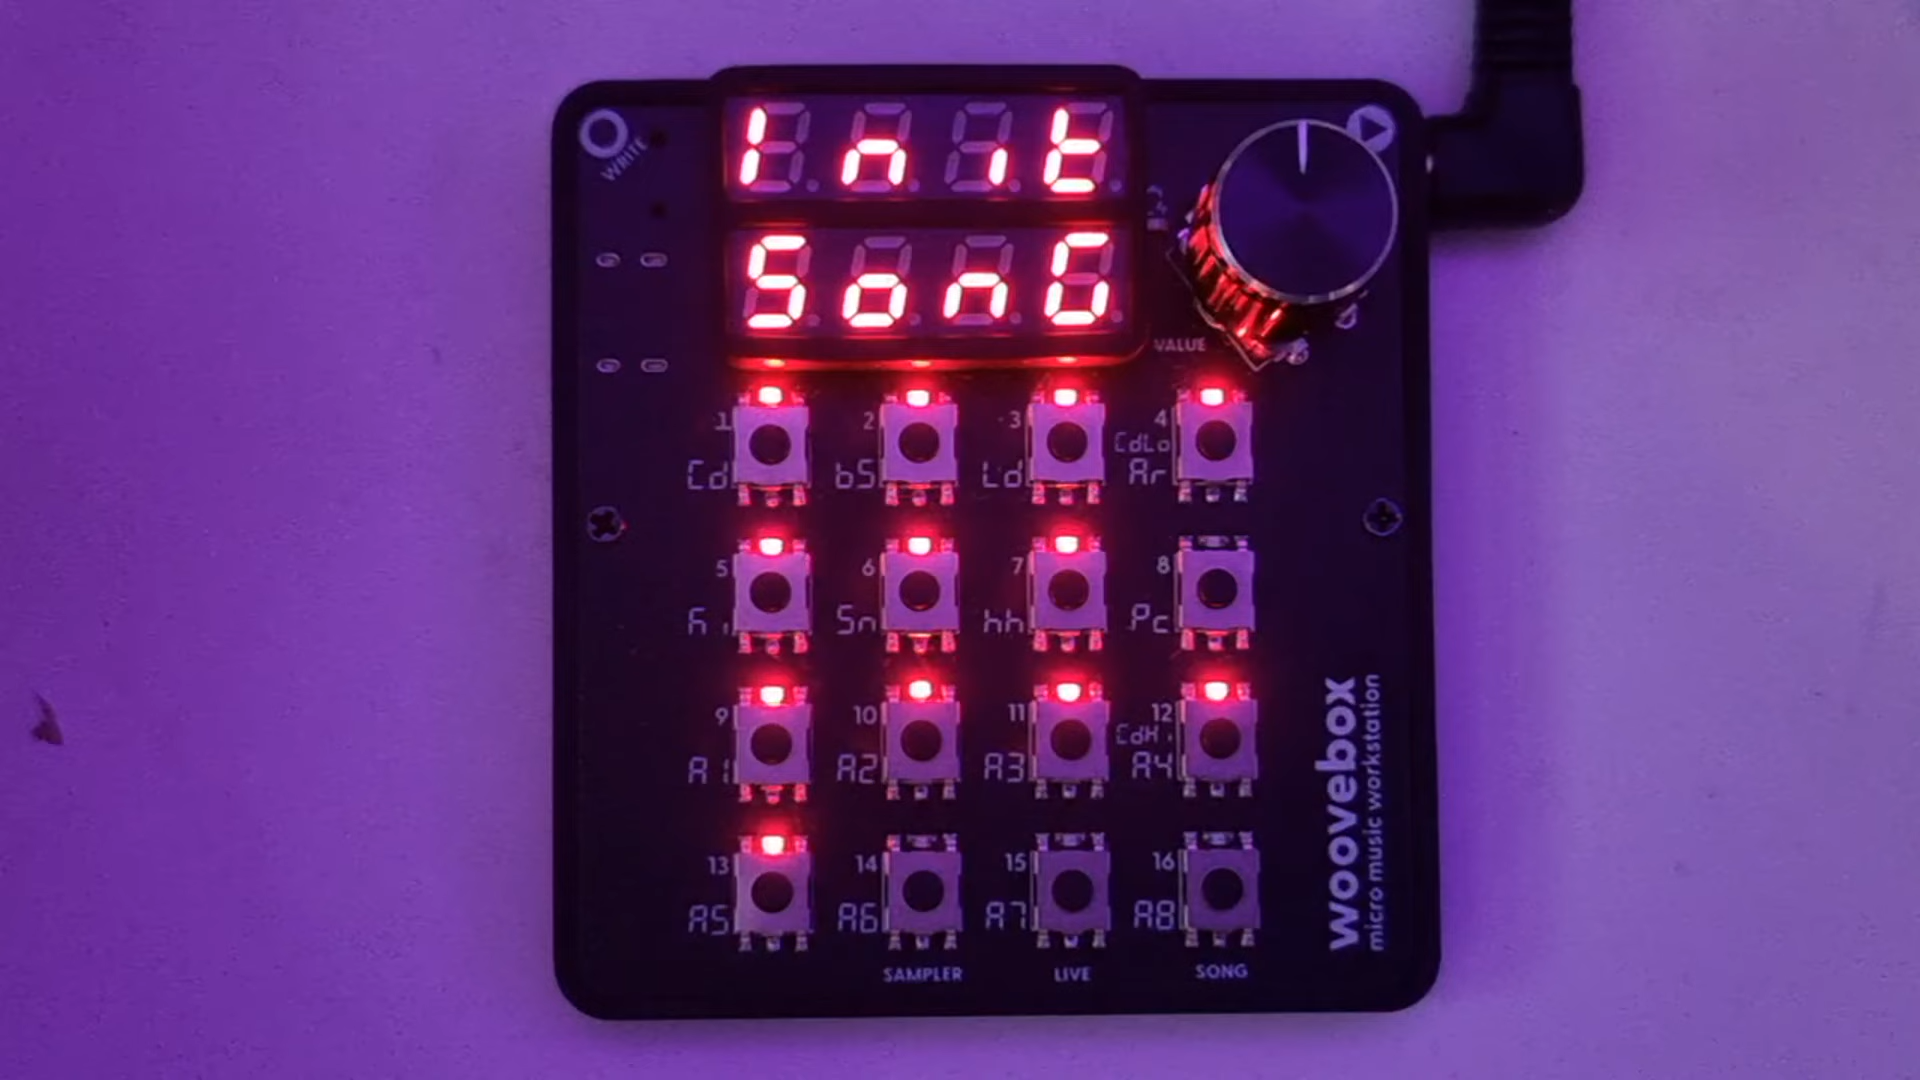 WRITE
Init
SonG
VALUE
1 2 3 4
CdLo
Cd bS Ld Ar
5 6 7 8
Sn hh Pc
9 10 11 12
CdHi
A1 A2 A3 A4
13 14 15 16
A5 A6 A7 A8
SAMPLER LIVE SONG
woovebox
micro music workstation